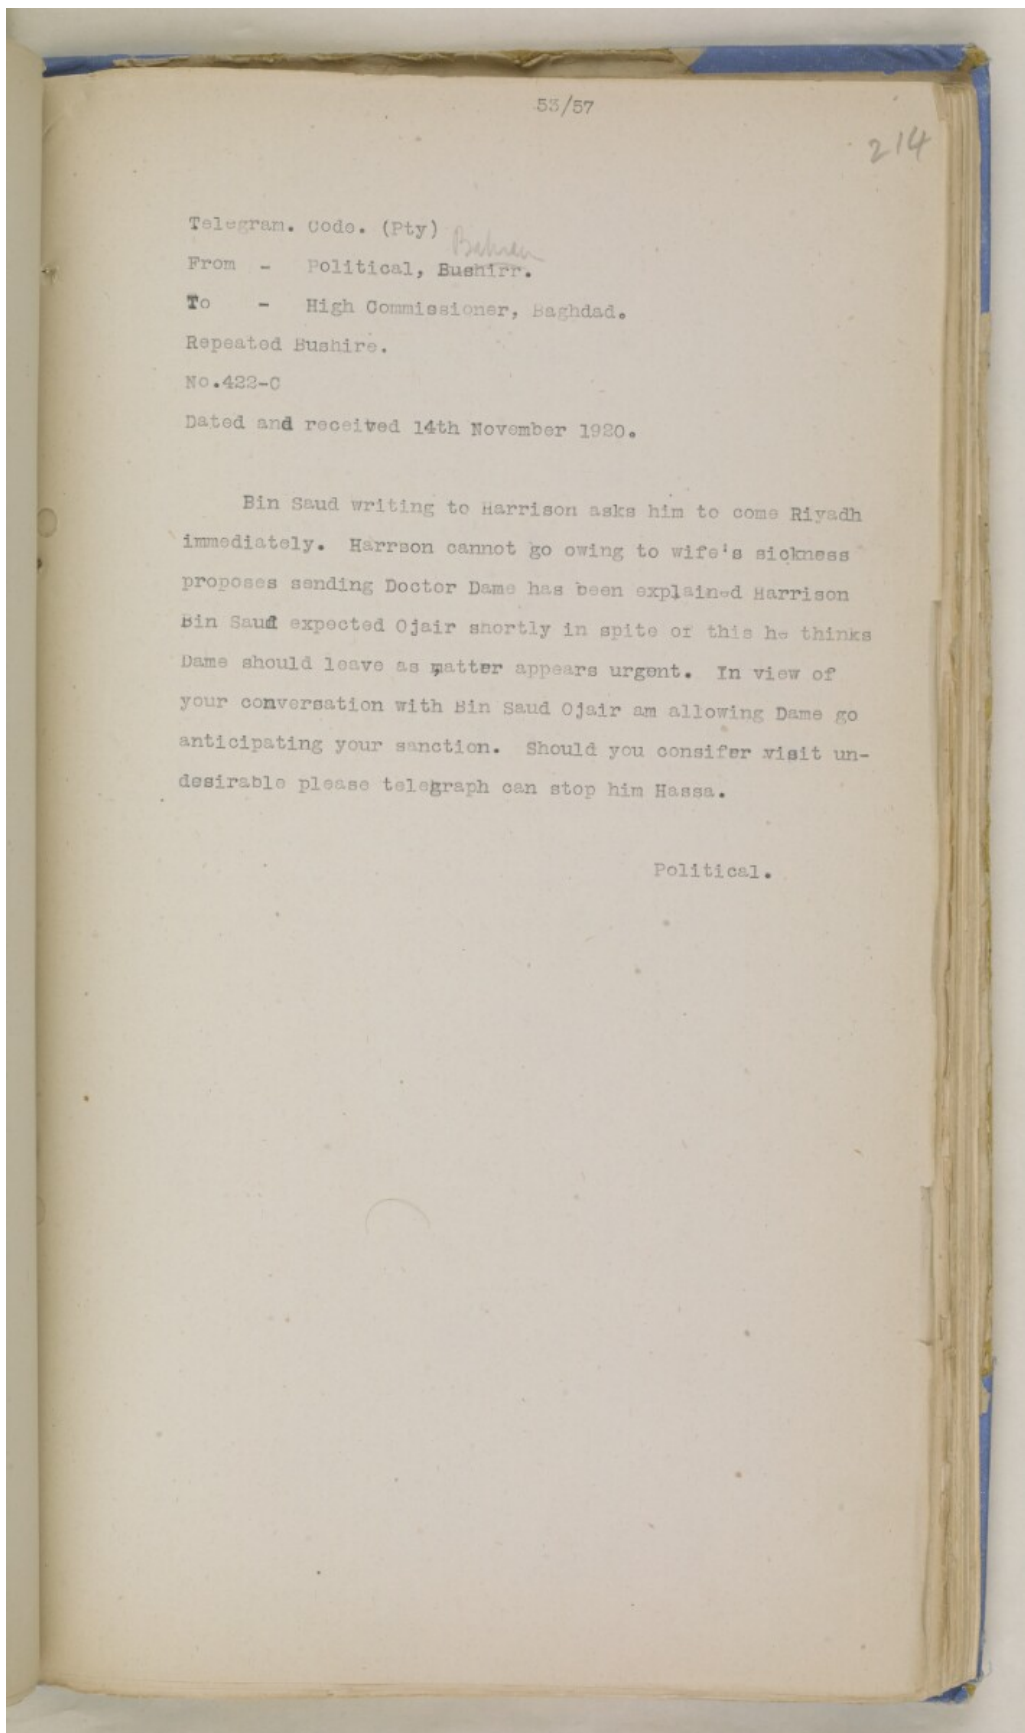 53/57
214
Telegram. Code. (Pty)
Bahrein
From - Political, Bushirr.
To - High Commissioner, Baghdad.
Repeated Bushire.
No.422-C
Dated and received 14th November 1920.
Bin Saud writing to Harrison asks him to come Riyadh
immediately. Harrson cannot go owing to wife's sickness
proposes sending Doctor Dame has been explained Harrison
Bin Saud expected Ojair shortly in spite of this he thinks
Dame should leave as matter appears urgent. In view of
your conversation with Bin Saud Ojair am allowing Dame go
anticipating your sanction. Should you consifer visit un-
desirable please telegraph can stop him Hassa.
Political.